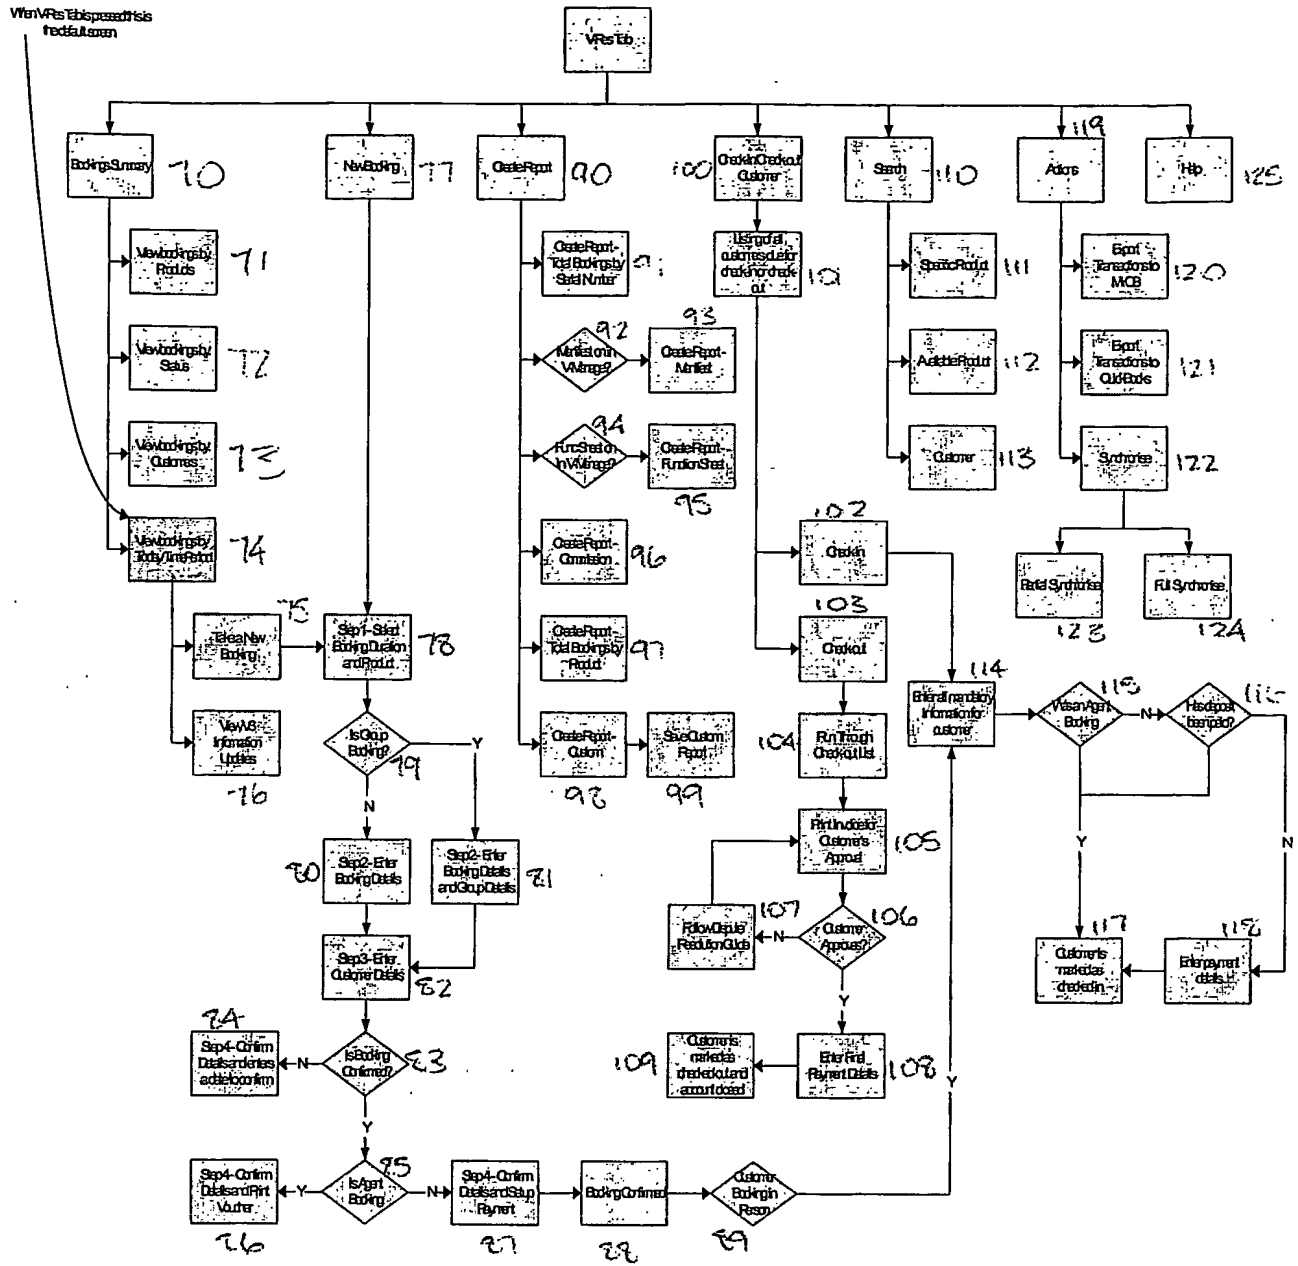 When V-Res Tab is pressed this is
the default screen
V-Res Tab
Bookings Summary
70
New Booking
77
Create Report
90
100
Check In/Check out
Customer
Search
110
119
Actions
Help
125
View bookings by
Products
71
View bookings by
Status
72
View bookings by
Customers
73
View bookings by
Today/Time Period
74
Take a New
Booking
75
View VS
Information
Updates
76
Step 1 - Select
Booking Duration
and Product
78
Is Group
Booking?
79
Y
N
80
Step 2 - Enter
Booking Details
Step 2 - Enter
Booking Details
and Group Details
81
Step 3 - Enter
Customer Details
82
84
Step 4 - Confirm
Details and enters
a date to confirm
N
Is Booking
Confirmed?
83
Y
Step 4 - Confirm
Details and Print
Voucher
86
Y
Is Agent
Booking
85
N
Step 4 - Confirm
Details and Setup
Payment
87
Booking Confirmed
88
Customer
Booking in
Person
89
Y
Create Report -
Total Bookings by
Serial Number
91
92
Manifest on in
V-Manage?
93
Create Report -
Manifest
94
Func Sheet on
In V-Manage?
Create Report -
Function Sheet
95
Create Report -
Commission
96
Create Report -
Total Bookings by
Product
97
Create Report -
Custom
98
Save Custom
Report
99
Listing of all
customers due for
check-in or check-
out
101
102
Check In
103
Check out
104
Run Through
Check out List
Print Invoice for
Customer's
Approval
105
107
Follow Dispute
Resolution Guide
N
Customer
Approves?
106
Y
109
Customer is
marked as
checked out and
account closed
Enter Final
Payment Details
108
Specific Product
111
Available Product
112
Customer
113
Export
Transactions to
MYOB
120
Export
Transactions to
QuickBooks
121
Synchronise
122
Partial Synchronise
123
Full Synchronise
124
114
Enter all mandatory
Information for
customer
115
Was an Agent
Booking
N
116
Has deposit
been paid?
Y
N
117
Customer is
marked as
checked in
118
Enter payment
details